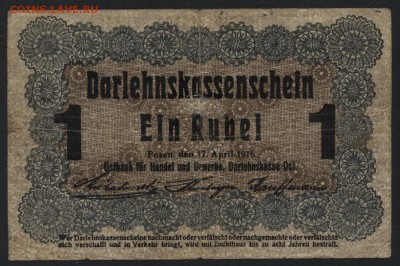 COINS.LAVE.RU
Darlehnskassenschein
1 Ein Rubel 1
Posen, den 17. April 1916.
Ostbank für Handel und Gewerbe, Darlehnskasse Ost.
Wer Darlehnskassenscheine nachmacht oder verfälscht oder nachgemachte oder verfälschte
sich verschafft und in Verkehr bringt, wird mit Zuchthaus bis zu acht Jahren bestraft.